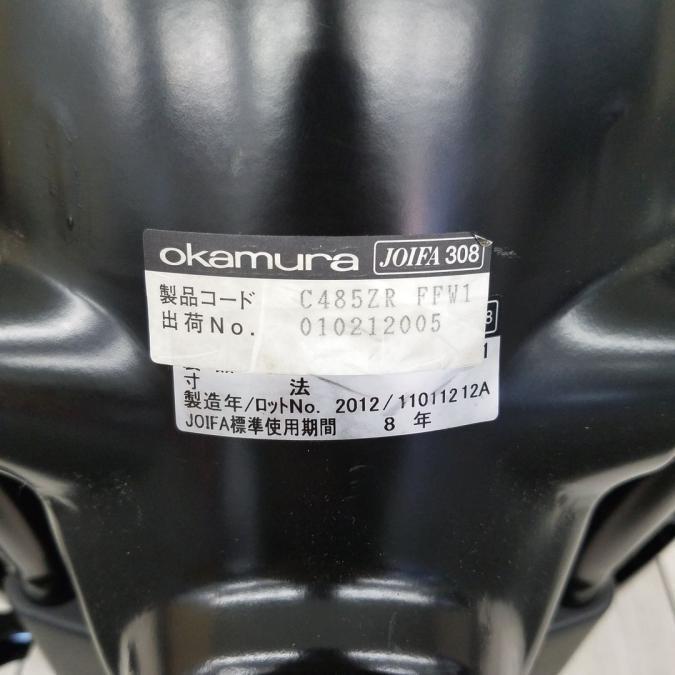 okamura JOIFA 308
製品コード C485ZR FFW1
出荷No. 010212005
寸 法
製造年/ロットNo. 2012/11011212A
JOIFA標準使用期間 8 年